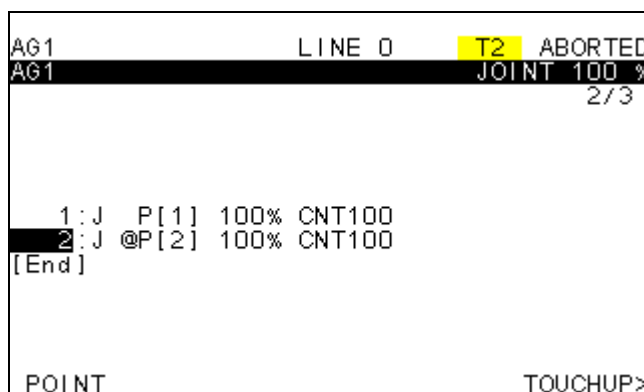 AG1 LINE 0 T2 ABORTED
AG1 JOINT 100 %
2/3
1:J P[1] 100% CNT100
2:J @P[2] 100% CNT100
[End]
POINT TOUCHUP>